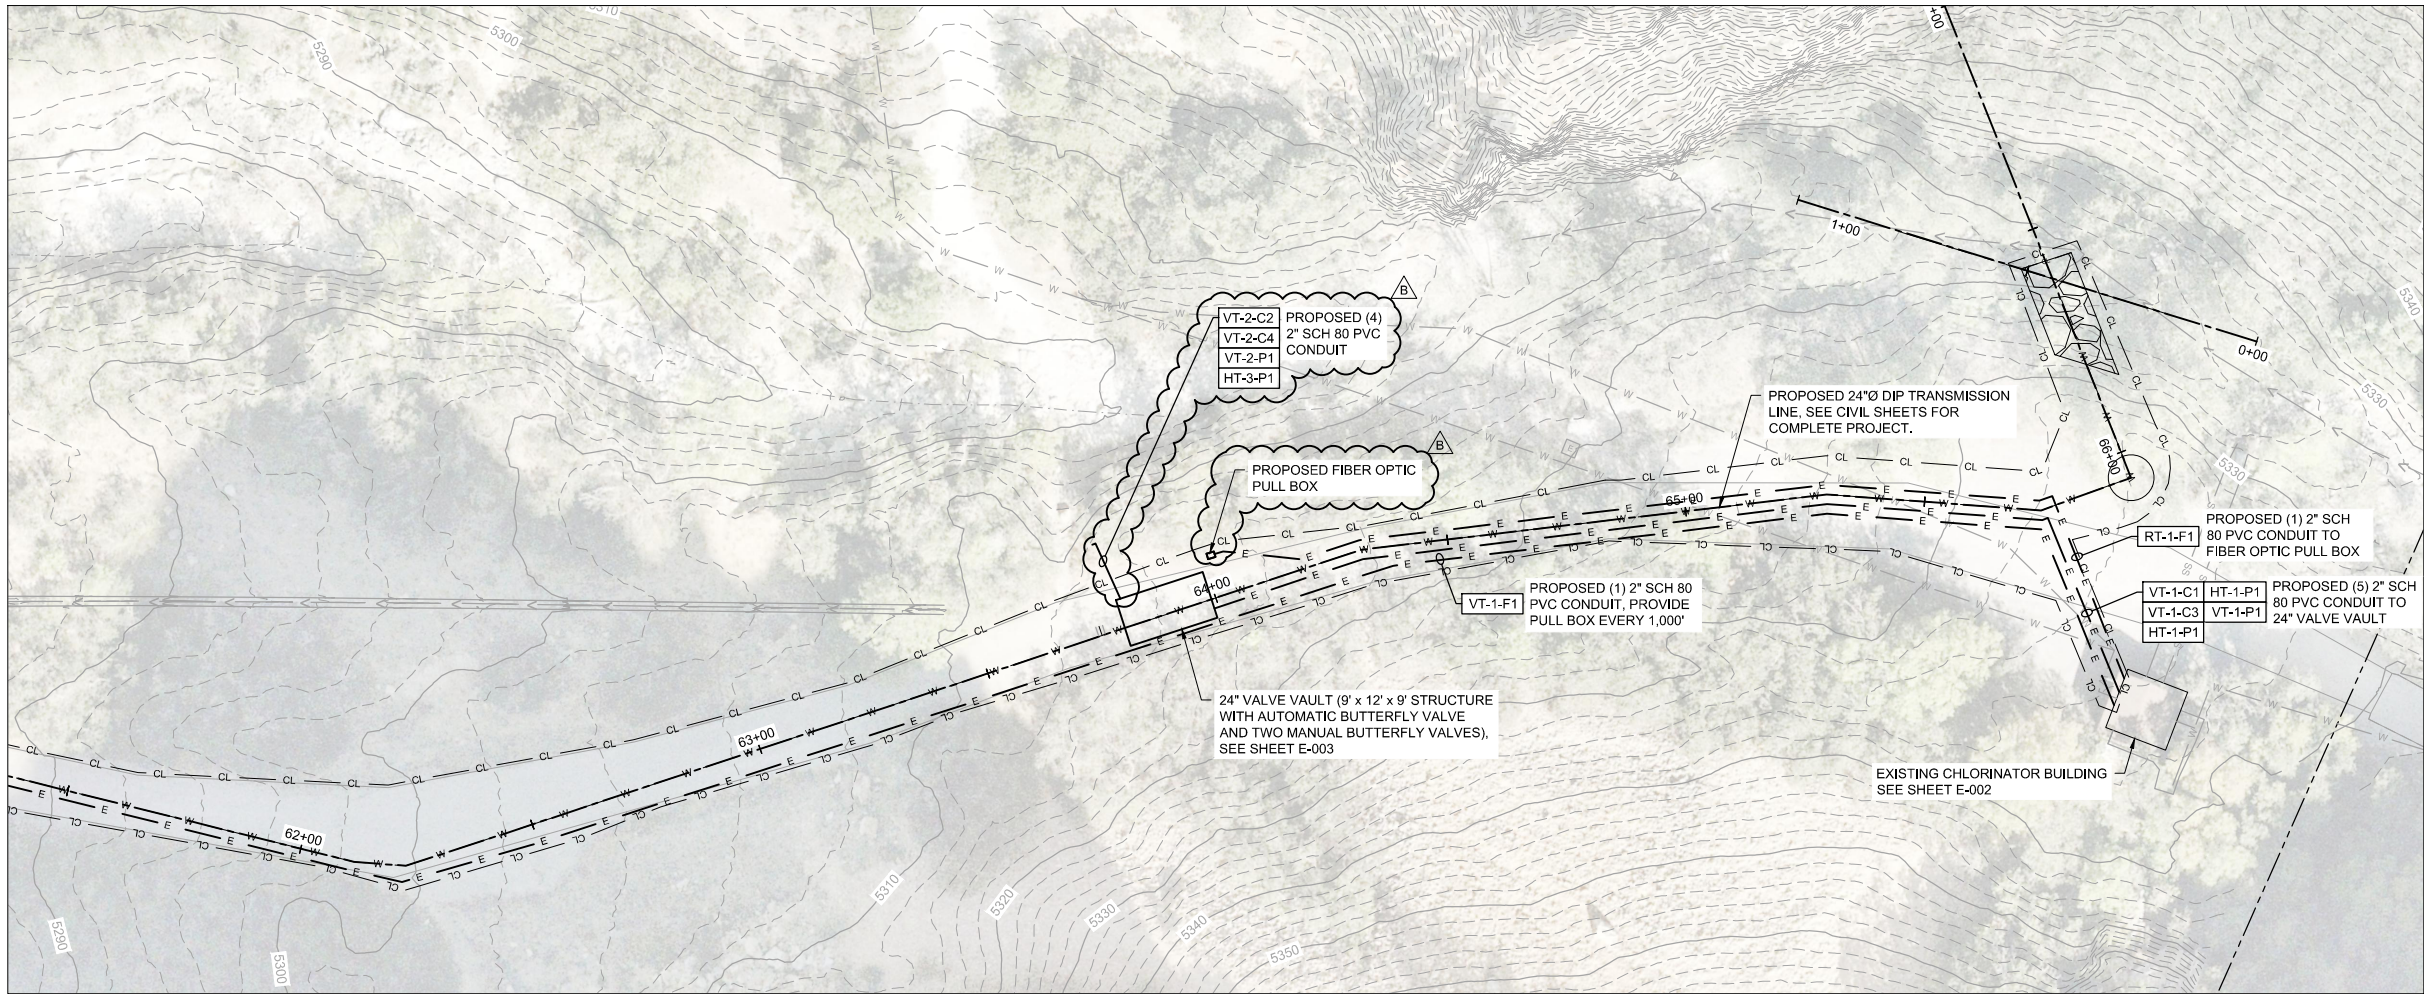 5310
5300
5290
+00
1+00
0+00
5340
5330
5330
B
VT-2-C2
VT-2-C4
VT-2-P1
HT-3-P1
PROPOSED (4)
2" SCH 80 PVC
CONDUIT
B
PROPOSED FIBER OPTIC
PULL BOX
PROPOSED 24"Ø DIP TRANSMISSION
LINE, SEE CIVIL SHEETS FOR
COMPLETE PROJECT.
66+00
65+00
64+00
63+00
62+00
RT-1-F1
PROPOSED (1) 2" SCH
80 PVC CONDUIT TO
FIBER OPTIC PULL BOX
VT-1-F1
PROPOSED (1) 2" SCH 80
PVC CONDUIT, PROVIDE
PULL BOX EVERY 1,000'
VT-1-C1 HT-1-P1
VT-1-C3 VT-1-P1
HT-1-P1
PROPOSED (5) 2" SCH
80 PVC CONDUIT TO
24" VALVE VAULT
24" VALVE VAULT (9' x 12' x 9' STRUCTURE
WITH AUTOMATIC BUTTERFLY VALVE
AND TWO MANUAL BUTTERFLY VALVES),
SEE SHEET E-003
EXISTING CHLORINATOR BUILDING
SEE SHEET E-002
5290
5300
5310
5320
5330
5340
5350